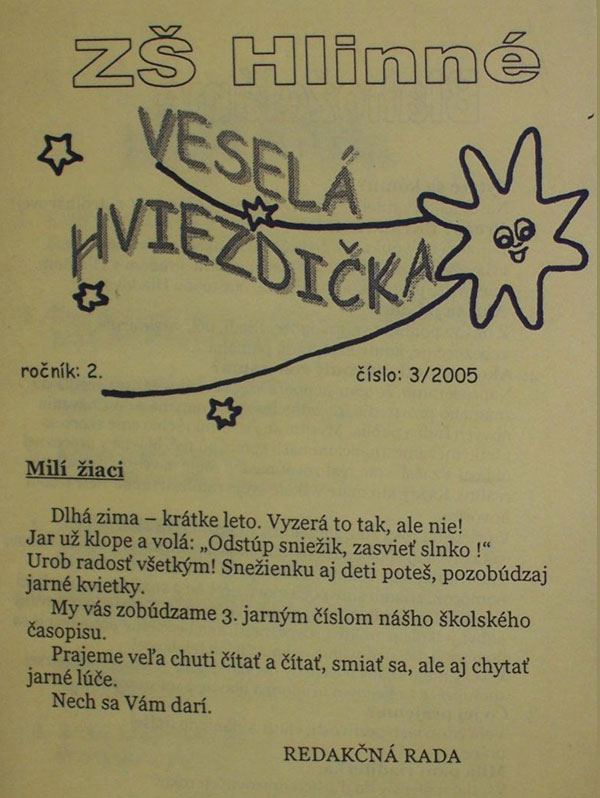 ZŠ Hlinné
VESELÁ
HVIEZDIČKA
ročník: 2.
číslo: 3/2005
Milí žiaci
Dlhá zima – krátke leto. Vyzerá to tak, ale nie!
Jar už klope a volá: „Odstúp sniežik, zasvieť slnko !“
Urob radosť všetkým! Snežienku aj deti poteš, pozobúdzaj
jarné kvietky.
My vás zobúdzame 3. jarným číslom nášho školského
časopisu.
Prajeme veľa chuti čítať a čítať, smiať sa, ale aj chytať
jarné lúče.
Nech sa Vám darí.
REDAKČNÁ RADA